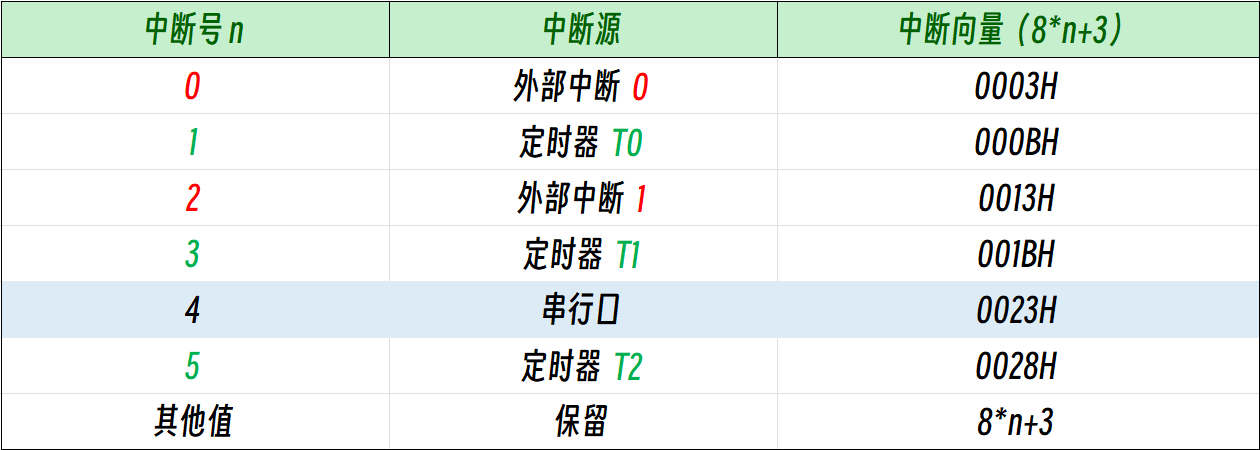 中断号 n 中断源 中断向量（8*n+3）
0 外部中断 0 0003H
1 定时器 T0 000BH
2 外部中断 1 0013H
3 定时器 T1 001BH
4 串行口 0023H
5 定时器 T2 0028H
其他值 保留 8*n+3